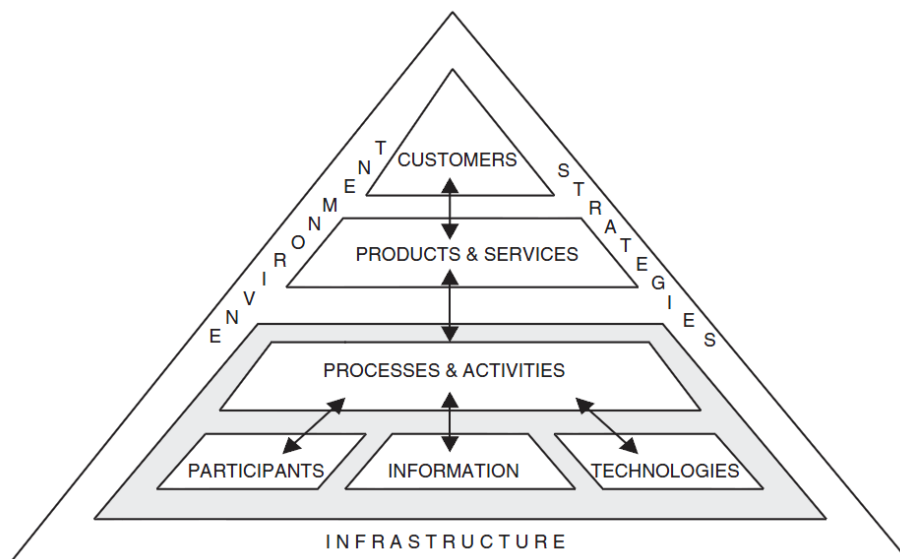 ENVIRONMENT
STRATEGIES
CUSTOMERS
PRODUCTS & SERVICES
PROCESSES & ACTIVITIES
PARTICIPANTS
INFORMATION
TECHNOLOGIES
INFRASTRUCTURE